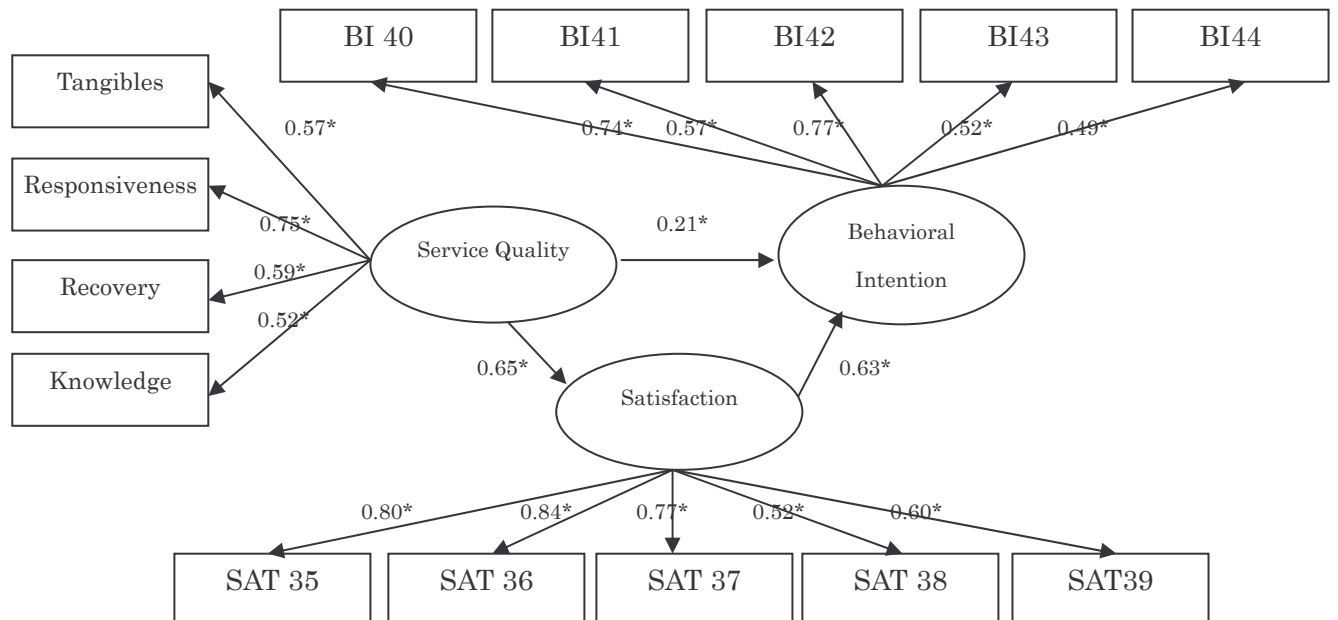 BI 40
BI41
BI42
BI43
BI44
Tangibles
0.57*
0.74*
0.57*
0.77*
0.52*
0.49*
Responsiveness
0.75*
0.21*
Service Quality
Behavioral
Intention
0.59*
Recovery
0.52*
Knowledge
0.65*
0.63*
Satisfaction
0.80*
0.84*
0.77*
0.52*
0.60*
SAT 35
SAT 36
SAT 37
SAT 38
SAT39